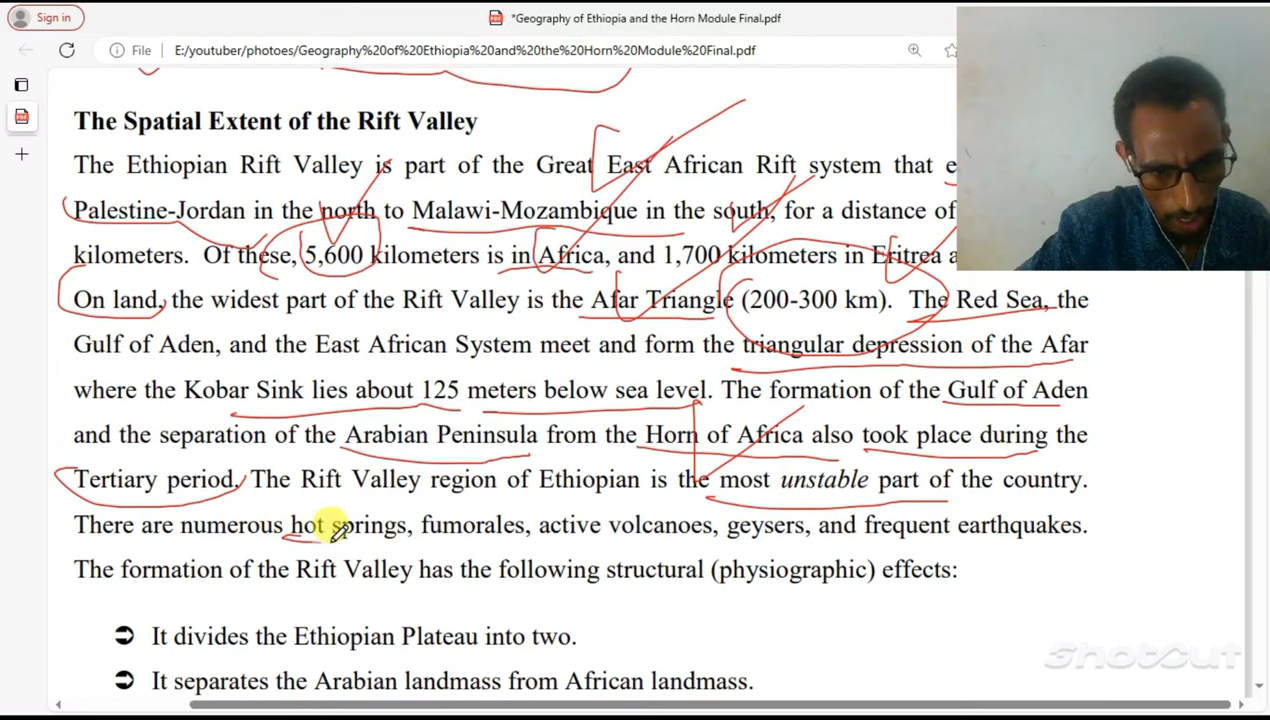 Sign in
*Geography of Ethiopia and the Horn Module Final.pdf
File
E:/youtuber/photoes/Geography%20of%20Ethiopia%20and%20the%20Horn%20Module%20Final.pdf
The Spatial Extent of the Rift Valley
The Ethiopian Rift Valley is part of the Great East African Rift system that
Palestine-Jordan in the north to Malawi-Mozambique in the south, for a distance of
kilometers. Of these, 5,600 kilometers is in Africa, and 1,700 kilometers in Eritrea
On land, the widest part of the Rift Valley is the Afar Triangle (200-300 km). The Red Sea, the
Gulf of Aden, and the East African System meet and form the triangular depression of the Afar
where the Kobar Sink lies about 125 meters below sea level. The formation of the Gulf of Aden
and the separation of the Arabian Peninsula from the Horn of Africa also took place during the
Tertiary period. The Rift Valley region of Ethiopian is the most unstable part of the country.
There are numerous hot springs, fumorales, active volcanoes, geysers, and frequent earthquakes.
The formation of the Rift Valley has the following structural (physiographic) effects:
It divides the Ethiopian Plateau into two.
It separates the Arabian landmass from African landmass.
Shotcut